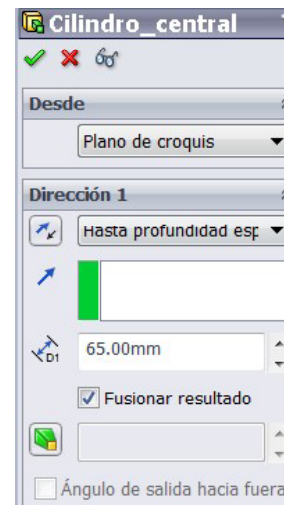 Cilindro_central
Desde
Plano de croquis
Dirección 1
Hasta profundidad esp
D1
65.00mm
Fusionar resultado
Ángulo de salida hacia fuera